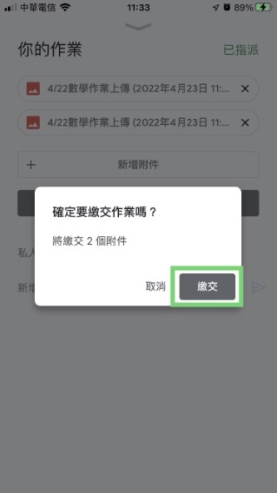 中華電信 11:33 89%
你的作業 已指派
4/22數學作業上傳 (2022年4月23日 11:...
4/22數學作業上傳 (2022年4月23日 11:...
+ 新增附件
確定要繳交作業嗎？
將繳交 2 個附件
私人
取消 繳交
新增